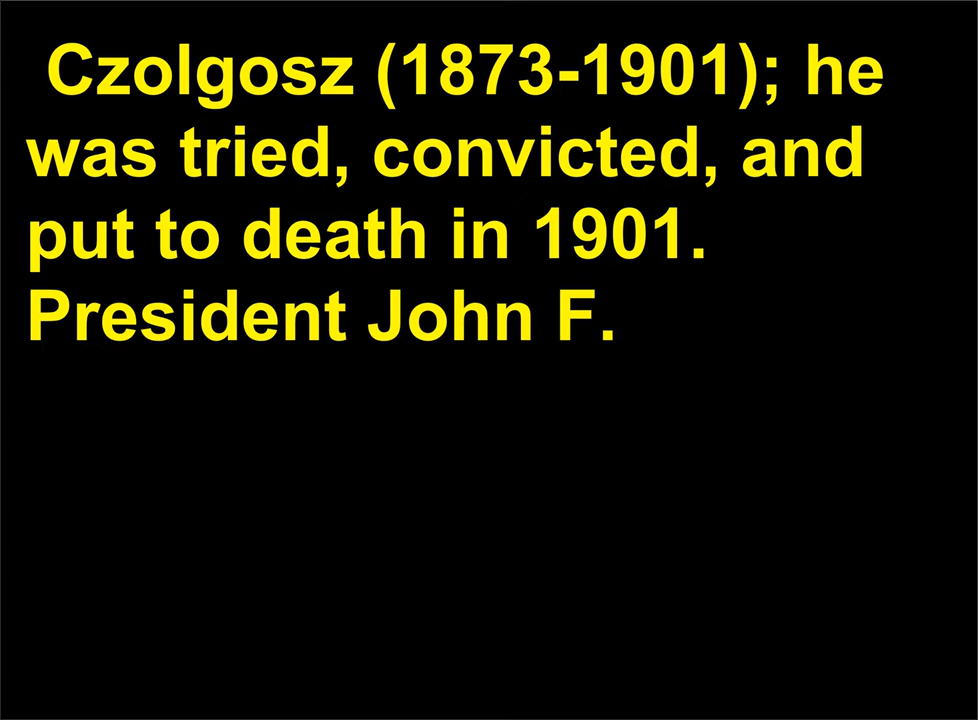 Czolgosz (1873-1901); he
was tried, convicted, and
put to death in 1901.
President John F.